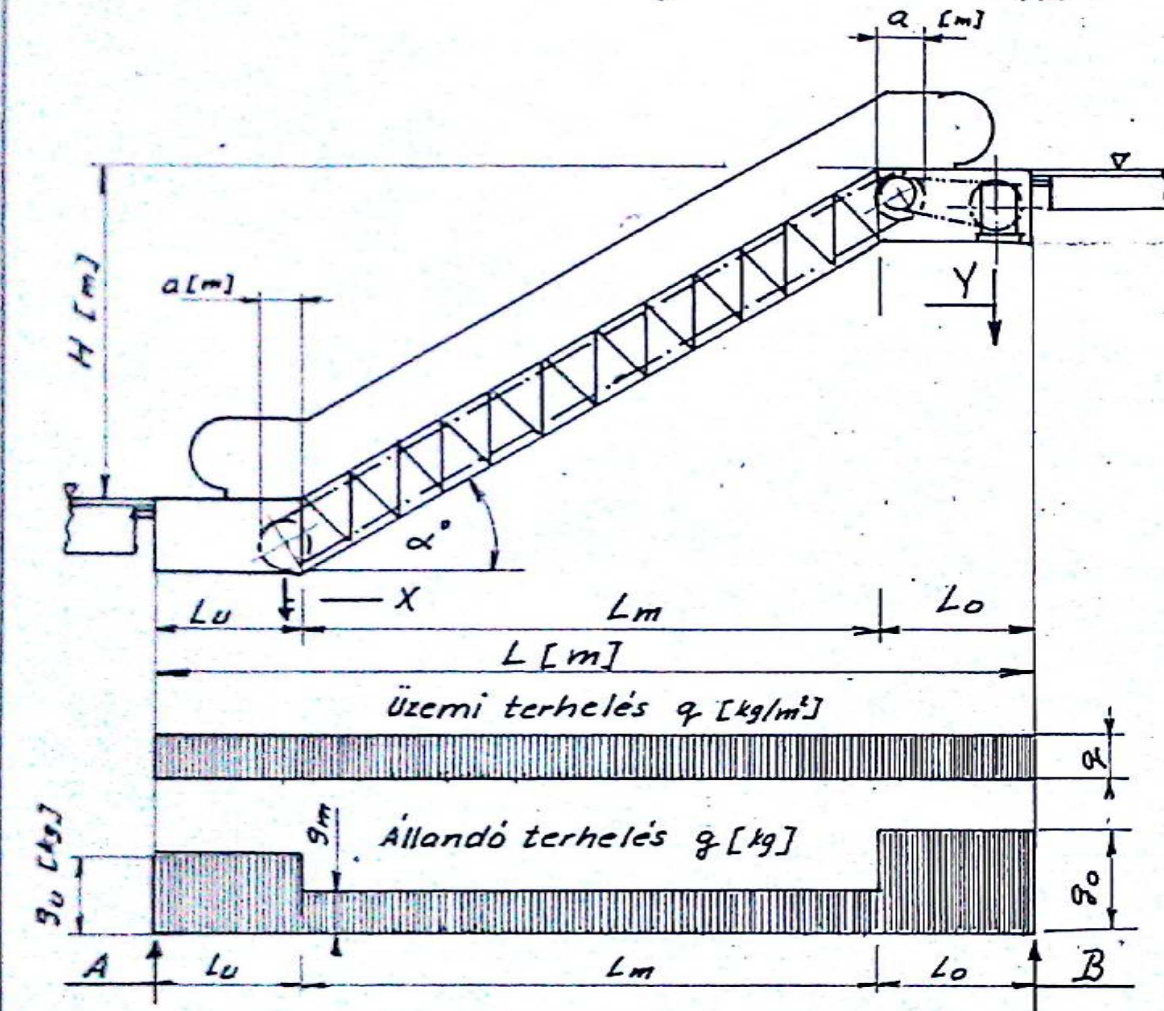 a [m]
H [m]
a [m]
Y
α°
X
Lu
Lm
Lo
L [m]
Üzemi terhelés q [kg/m²]
q
Állandó terhelés g [kg]
gu [kg]
gm
go
A
Lu
Lm
Lo
B